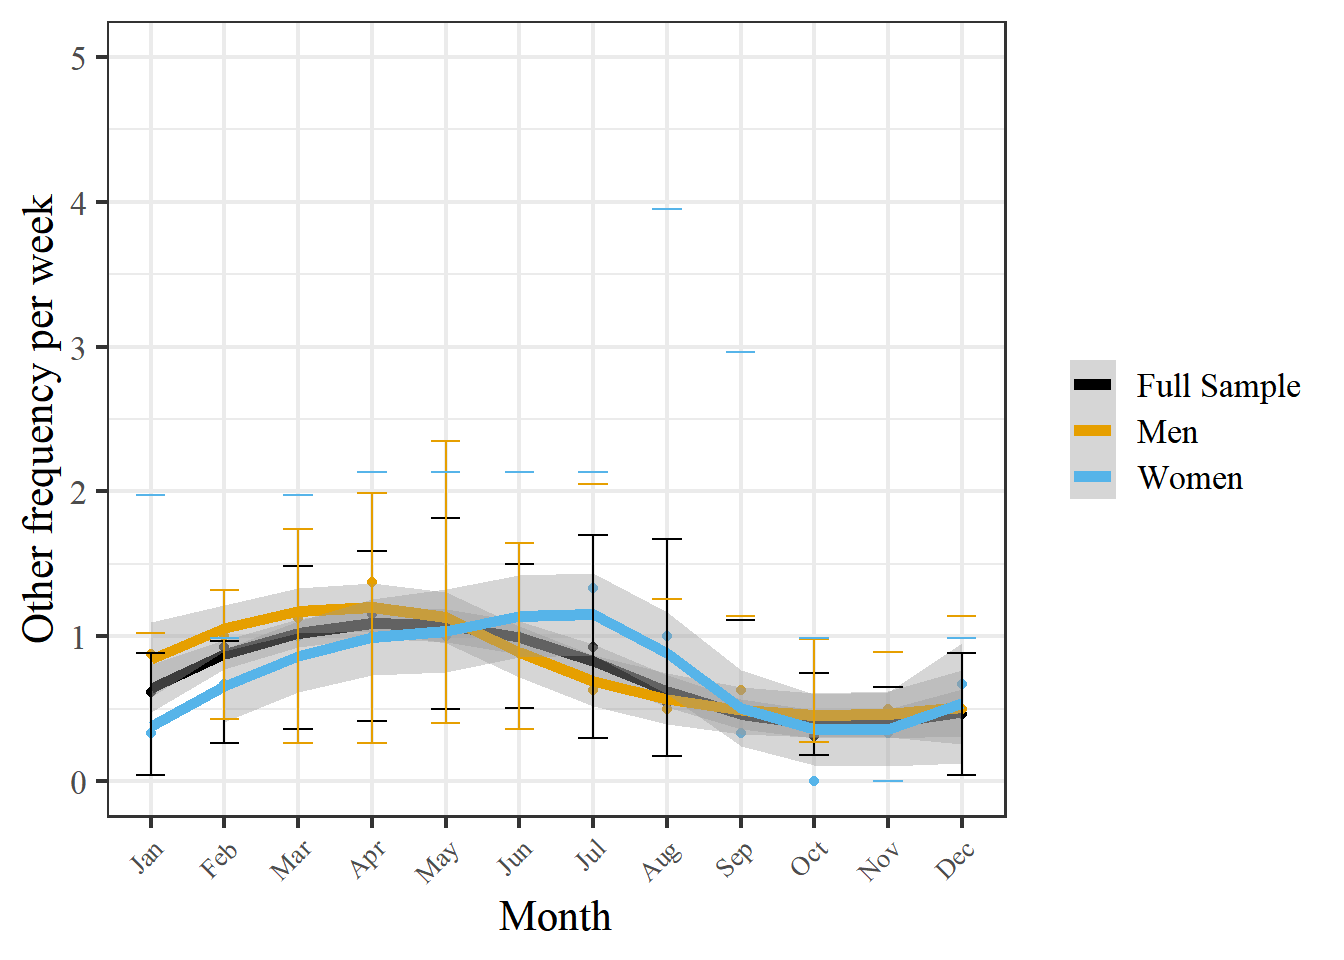 Other frequency per week
5
4
3
2
1
0
Jan
Feb
Mar
Apr
May
Jun
Jul
Aug
Sep
Oct
Nov
Dec
Month
Full Sample
Men
Women